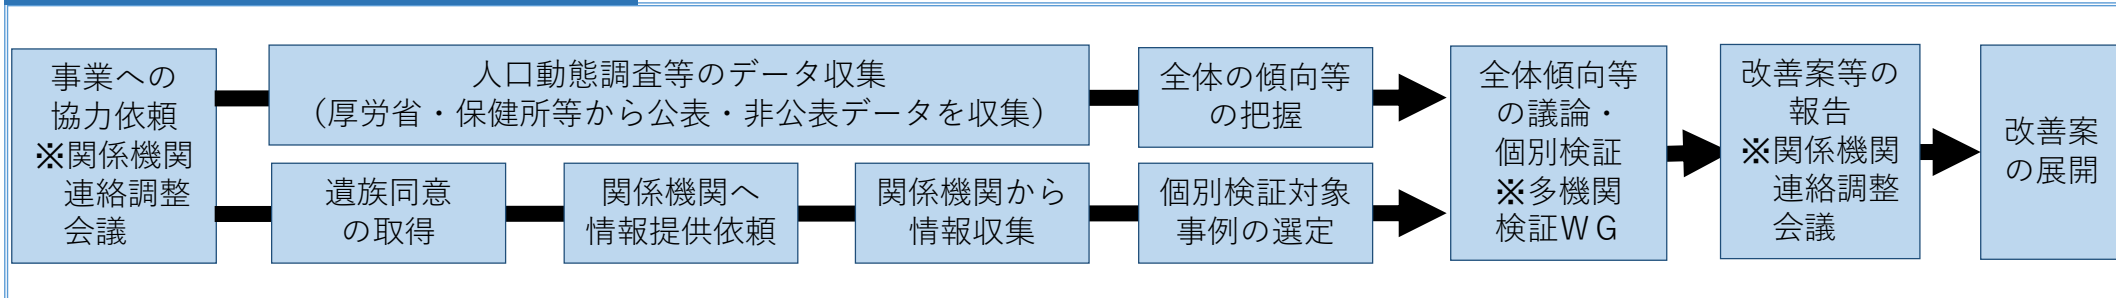 事業への
協力依頼
※関係機関
連絡調整
会議
人口動態調査等のデータ収集
（厚労省・保健所等から公表・非公表データを収集）
全体の傾向等
の把握
遺族同意
の取得
関係機関へ
情報提供依頼
関係機関から
情報収集
個別検証対象
事例の選定
全体傾向等
の議論・
個別検証
※多機関
検証ＷＧ
改善案等の
報告
※関係機関
連絡調整
会議
改善案
の展開